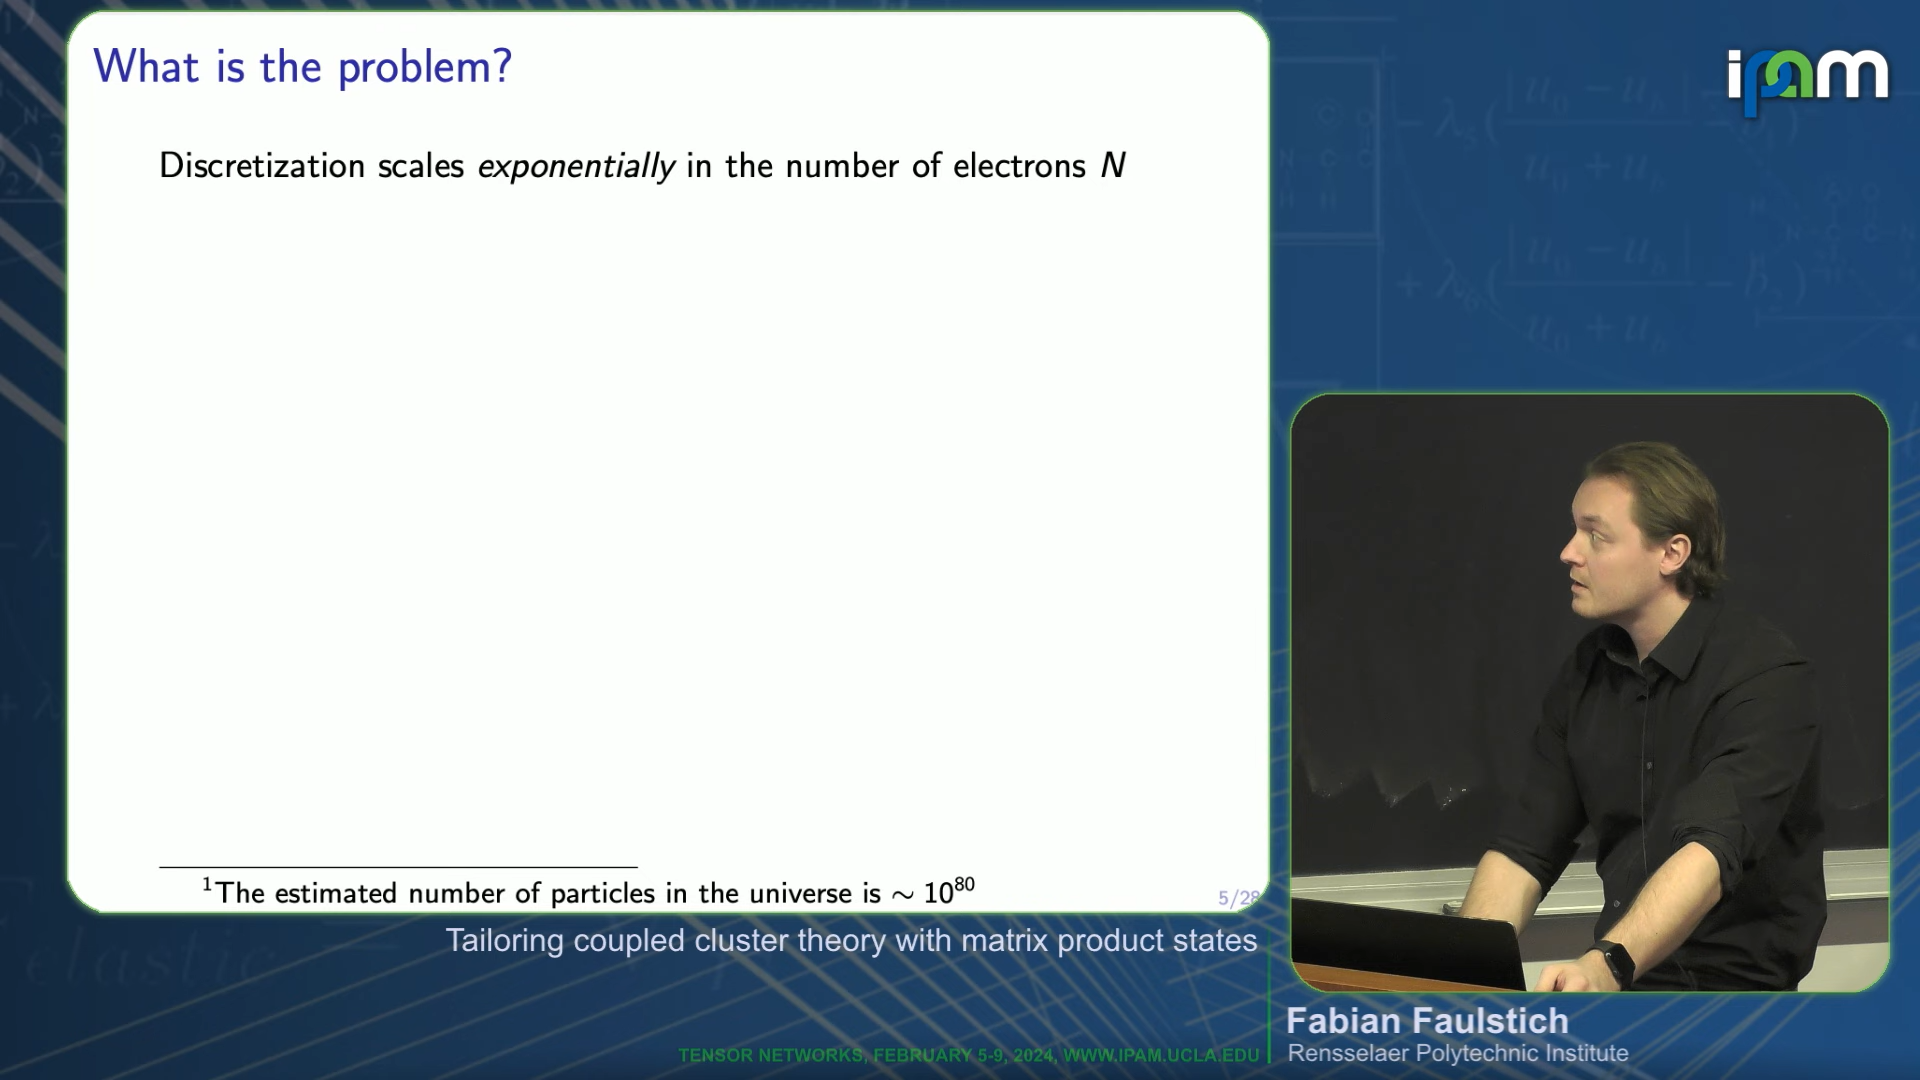 What is the problem?
Discretization scales exponentially in the number of electrons N
¹The estimated number of particles in the universe is ∼ 10⁸⁰
5/28
ipam
Tailoring coupled cluster theory with matrix product states
Fabian Faulstich
Rensselaer Polytechnic Institute
TENSOR NETWORKS, FEBRUARY 5-9, 2024, WWW.IPAM.UCLA.EDU
elastic